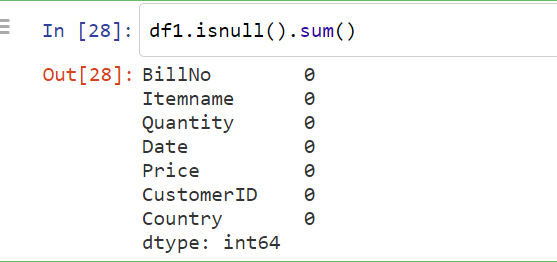 In [28]: df1.isnull().sum()
Out[28]: BillNo 0
Itemname 0
Quantity 0
Date 0
Price 0
CustomerID 0
Country 0
dtype: int64